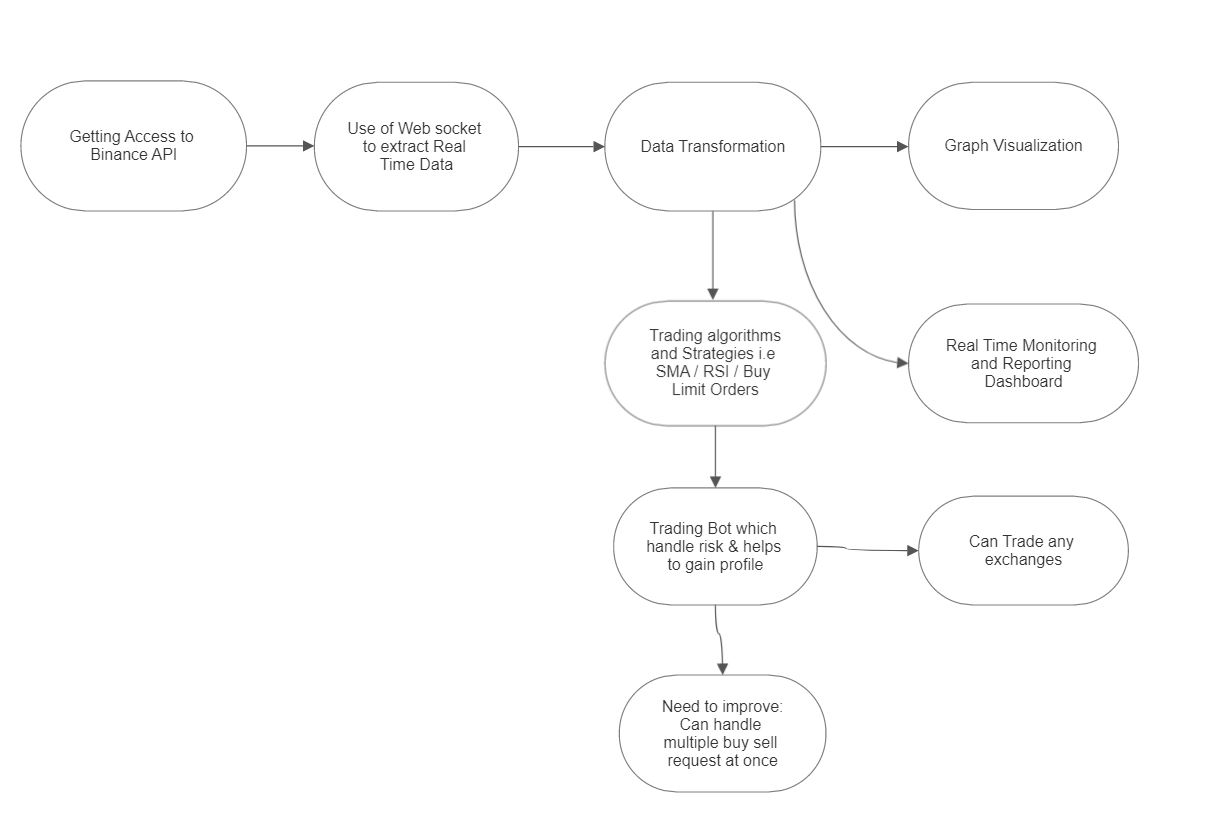 Getting Access to
Binance API
Use of Web socket
to extract Real
Time Data
Data Transformation
Graph Visualization
Trading algorithms
and Strategies i.e
SMA / RSI / Buy
Limit Orders
Real Time Monitoring
and Reporting
Dashboard
Trading Bot which
handle risk & helps
to gain profile
Can Trade any
exchanges
Need to improve:
Can handle
multiple buy sell
request at once